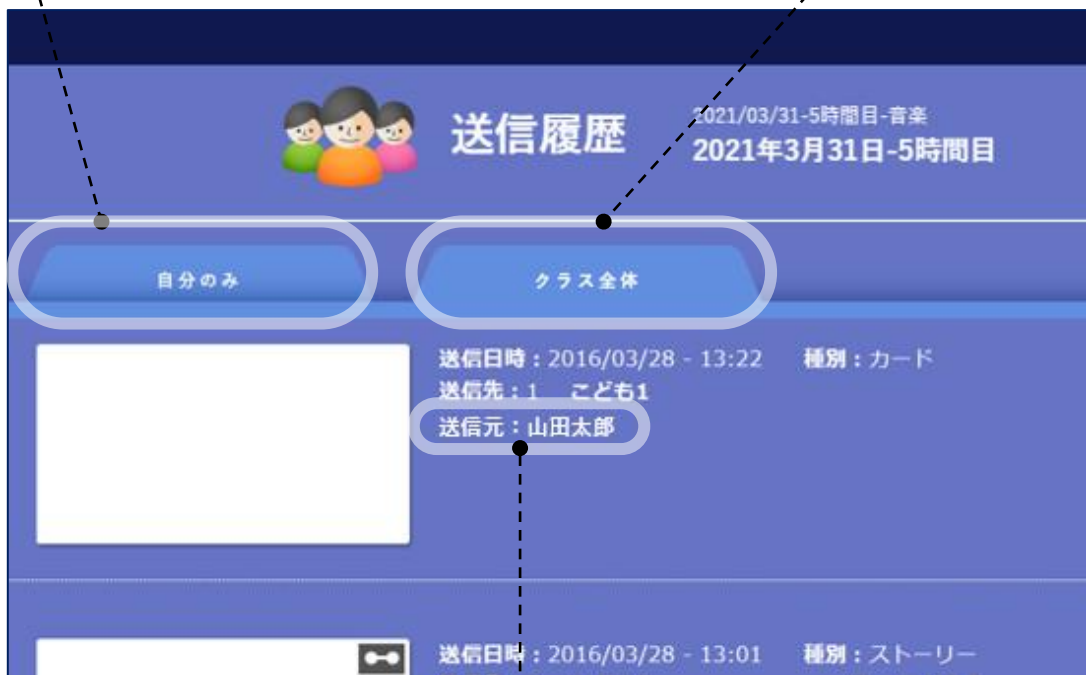 送信履歴
2021/03/31-5時間目-音楽
2021年3月31日-5時間目
自分のみ
クラス全体
送信日時：2016/03/28 - 13:22 種別：カード
送信先：1 こども1
送信元：山田太郎
送信日時：2016/03/28 - 13:01 種別：ストーリー